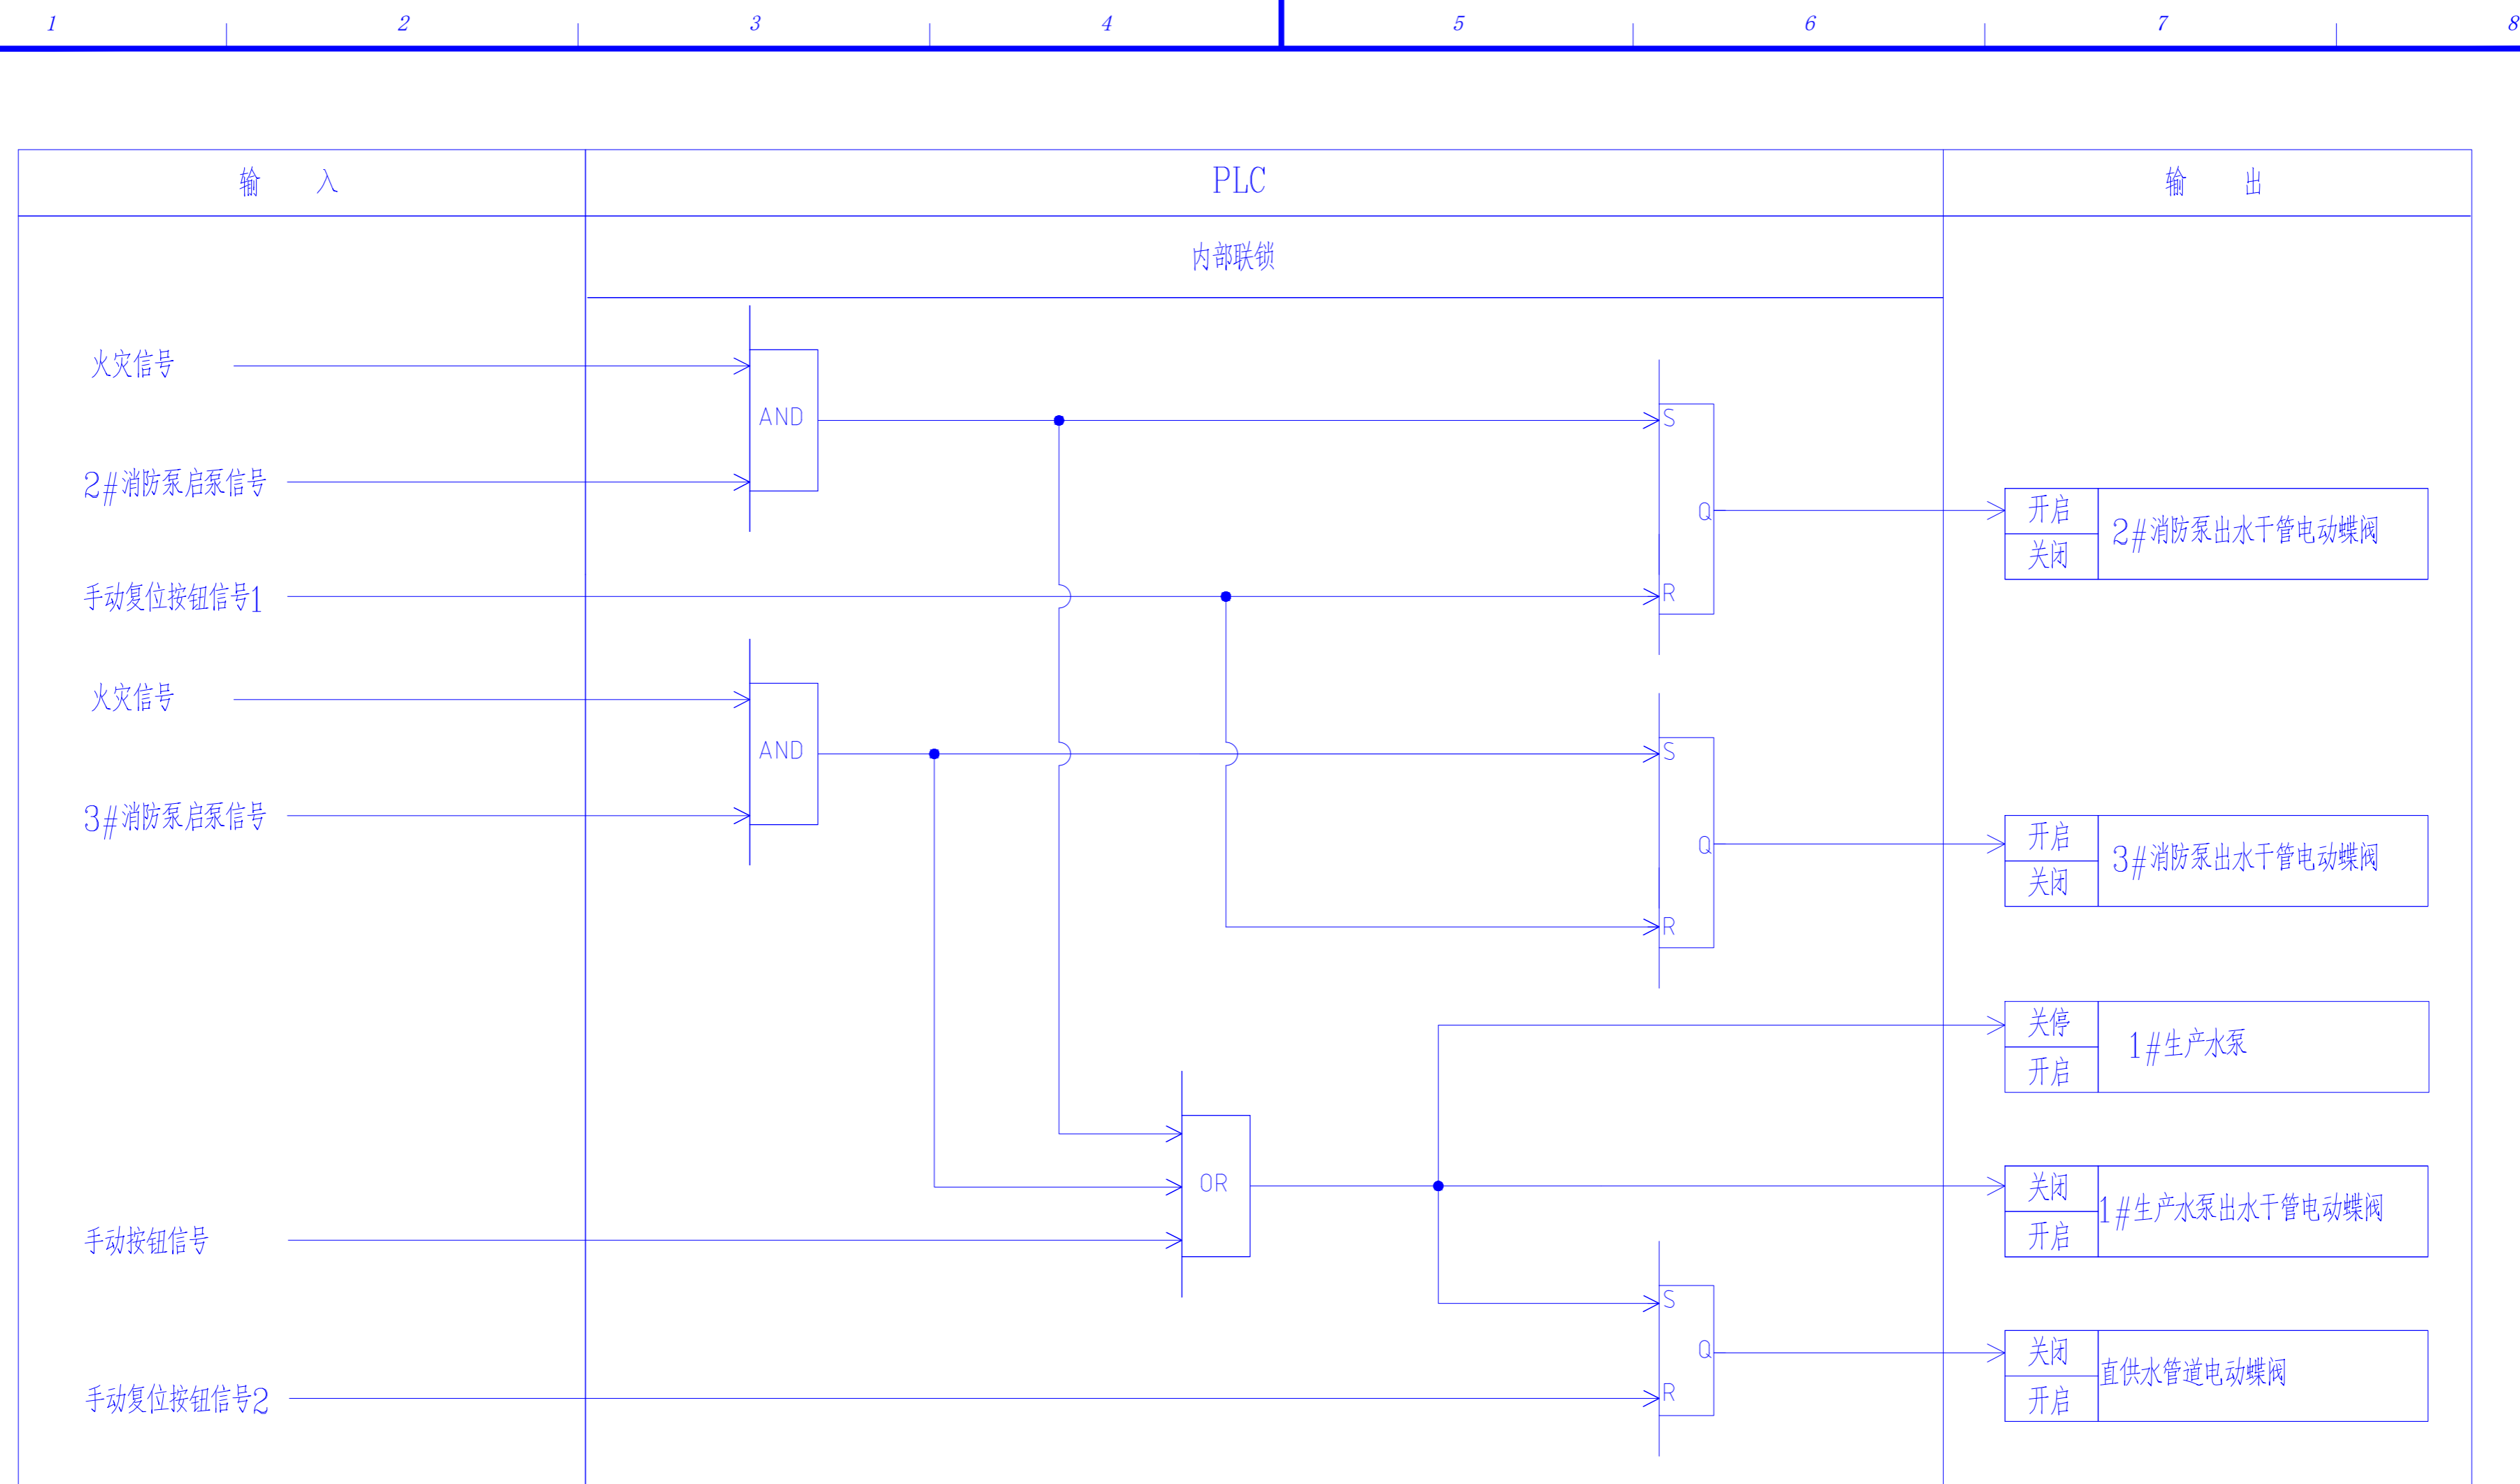 1 2 3 4 5 6 7 8
输 入 PLC 输 出
内部联锁
火灾信号
AND
S
2#消防泵启泵信号
Q
开启
2#消防泵出水干管电动蝶阀
关闭
手动复位按钮信号1
R
火灾信号
AND
S
3#消防泵启泵信号
Q
开启
3#消防泵出水干管电动蝶阀
关闭
R
关停
1#生产水泵
开启
OR
关闭
1#生产水泵出水干管电动蝶阀
开启
手动按钮信号
S
Q
关闭
直供水管道电动蝶阀
开启
手动复位按钮信号2
R